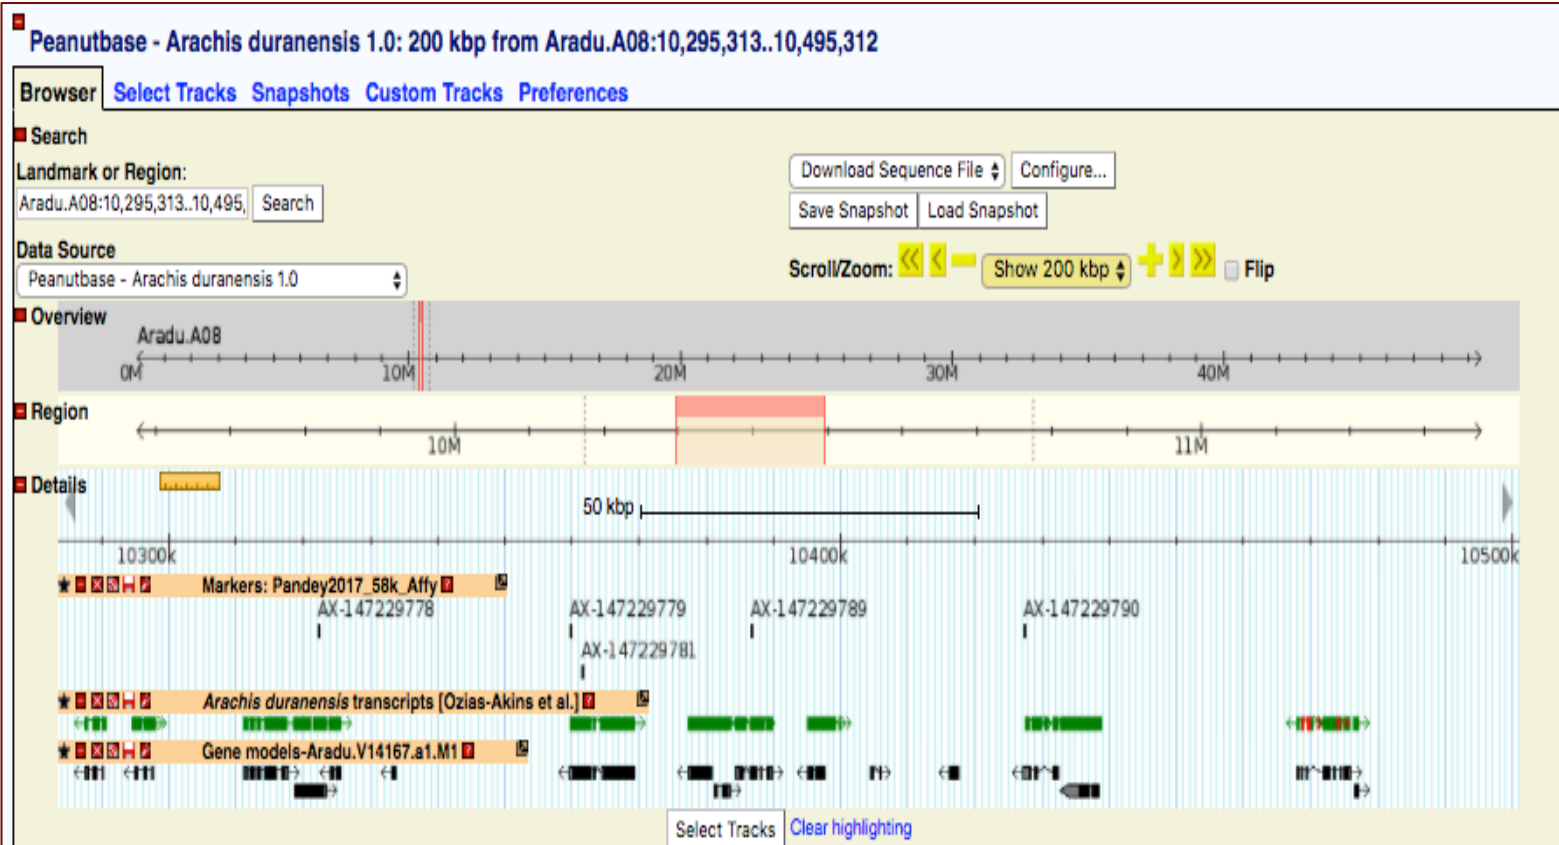 Peanutbase - Arachis duranensis 1.0: 200 kbp from Aradu.A08:10,295,313..10,495,312
Browser Select Tracks Snapshots Custom Tracks Preferences
Search
Landmark or Region:
Aradu.A08:10,295,313..10,495, Search
Download Sequence File Configure...
Save Snapshot Load Snapshot
Data Source
Peanutbase - Arachis duranensis 1.0
Scroll/Zoom: Show 200 kbp Flip
Overview
Aradu.A08
0M 10M 20M 30M 40M
Region
10M 11M
Details
50 kbp
10300k 10400k 10500k
Markers: Pandey2017_58k_Affy
AX-147229778 AX-147229779 AX-147229789 AX-147229790
AX-147229781
Arachis duranensis transcripts [Ozias-Akins et al.]
Gene models-Aradu.V14167.a1.M1
Select Tracks Clear highlighting